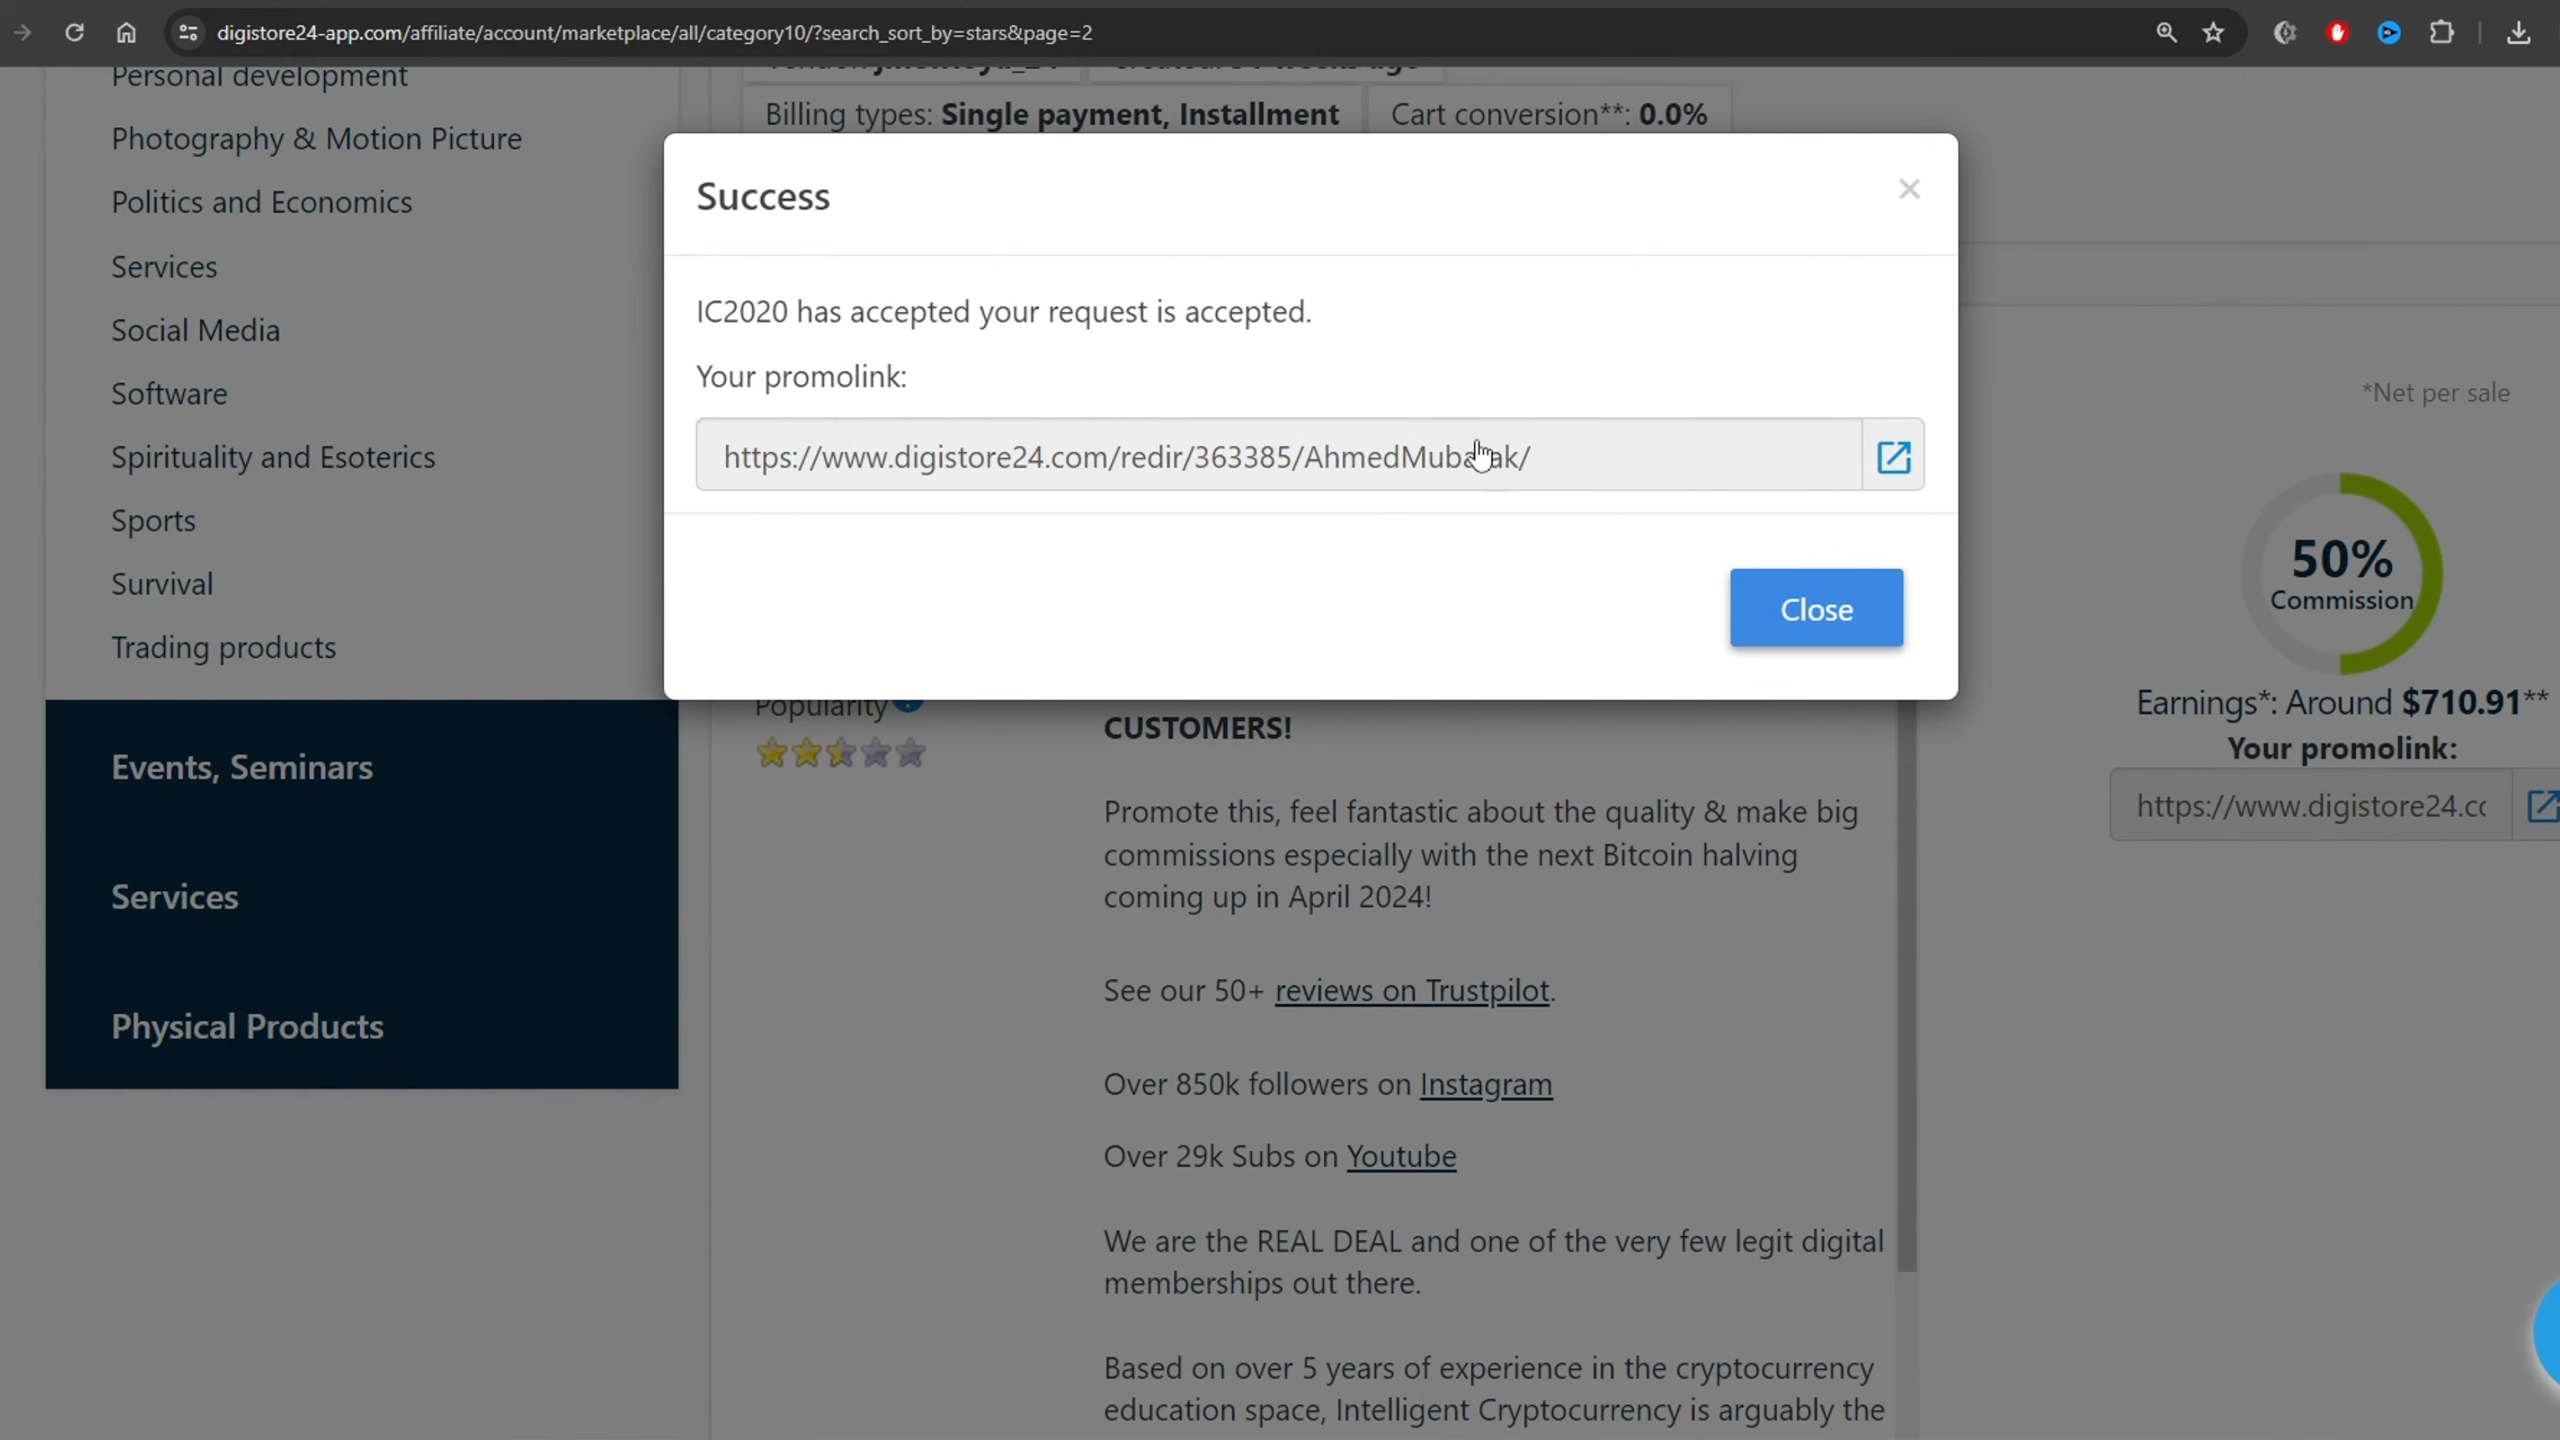 digistore24-app.com/affiliate/account/marketplace/all/category10/?search_sort_by=stars&page=2
Personal development
Photography & Motion Picture
Politics and Economics
Services
Social Media
Software
Spirituality and Esoterics
Sports
Survival
Trading products
Events, Seminars
Services
Physical Products
Billing types: Single payment, Installment
Cart conversion**: 0.0%
Success
×
IC2020 has accepted your request is accepted.
Your promolink:
https://www.digistore24.com/redir/363385/AhmedMubarak/
Close
Popularity
CUSTOMERS!
Promote this, feel fantastic about the quality & make big
commissions especially with the next Bitcoin halving
coming up in April 2024!
See our 50+ reviews on Trustpilot.
Over 850k followers on Instagram
Over 29k Subs on Youtube
We are the REAL DEAL and one of the very few legit digital
memberships out there.
Based on over 5 years of experience in the cryptocurrency
education space, Intelligent Cryptocurrency is arguably the
*Net per sale
50%
Commission
Earnings*: Around $710.91**
Your promolink:
https://www.digistore24.cc